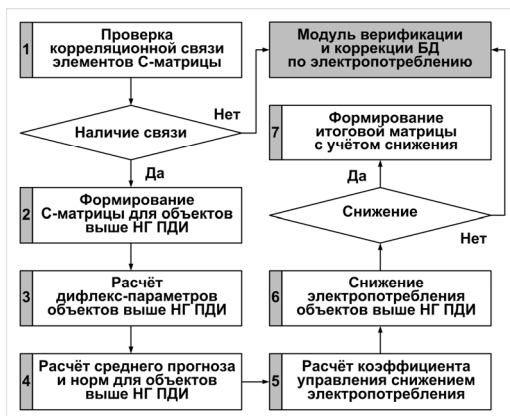 1
Проверка
корреляционной связи
элементов С-матрицы
Наличие связи
Нет
Да
2
Формирование
С-матрицы для объектов
выше НГ ПДИ
3
Расчёт
дифлекс-параметров
объектов выше НГ ПДИ
4
Расчёт среднего прогноза
и норм для объектов
выше НГ ПДИ
5
Расчёт коэффициента
управления снижением
электропотребления
6
Снижение
электропотребления
объектов выше НГ ПДИ
Снижение
Да
Нет
7
Формирование
итоговой матрицы
с учётом снижения
Модуль верификации
и коррекции БД
по электропотреблению